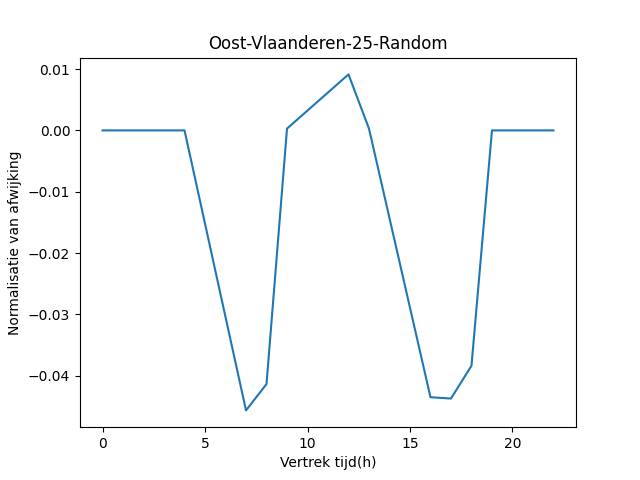 Oost-Vlaanderen-25-Random
0.01
0.00
−0.01
−0.02
−0.03
−0.04
Normalisatie van afwijking
0 5 10 15 20
Vertrek tijd(h)